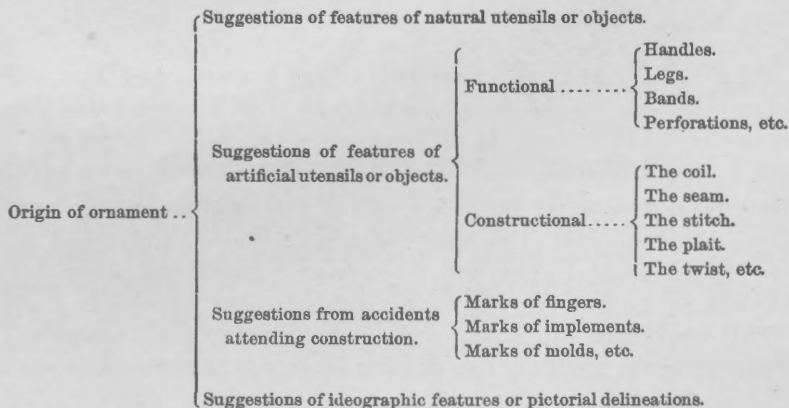 Suggestions of features of natural utensils or objects.
Handles.
Legs.
Functional ........
Bands.
Perforations, etc.
Suggestions of features of
artificial utensils or objects.
The coil.
The seam.
Origin of ornament ..
Constructional.....
The stitch.
The plait.
The twist, etc.
Suggestions from accidents
attending construction.
Marks of fingers.
Marks of implements.
Marks of molds, etc.
Suggestions of ideographic features or pictorial delineations.